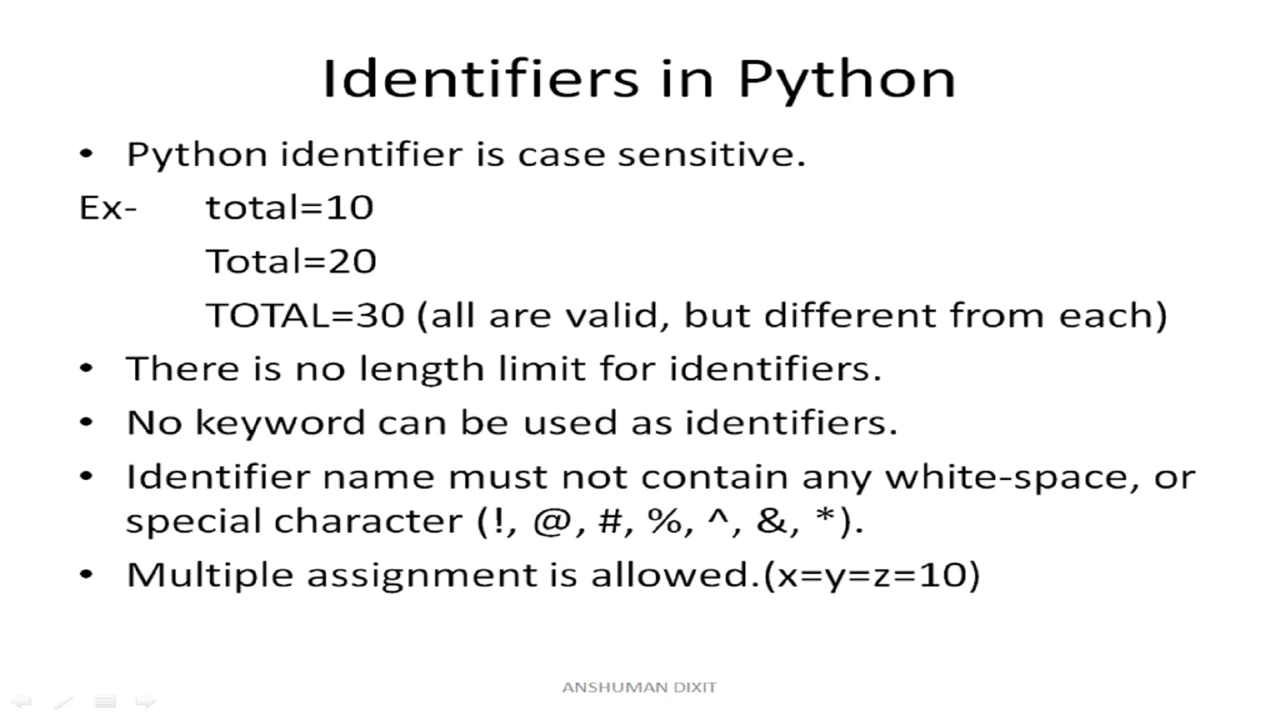 Identifiers in Python
• Python identifier is case sensitive.
Ex- total=10
Total=20
TOTAL=30 (all are valid, but different from each)
• There is no length limit for identifiers.
• No keyword can be used as identifiers.
• Identifier name must not contain any white-space, or
special character (!, @, #, %, ^, &, *).
• Multiple assignment is allowed.(x=y=z=10)
ANSHUMAN DIXIT